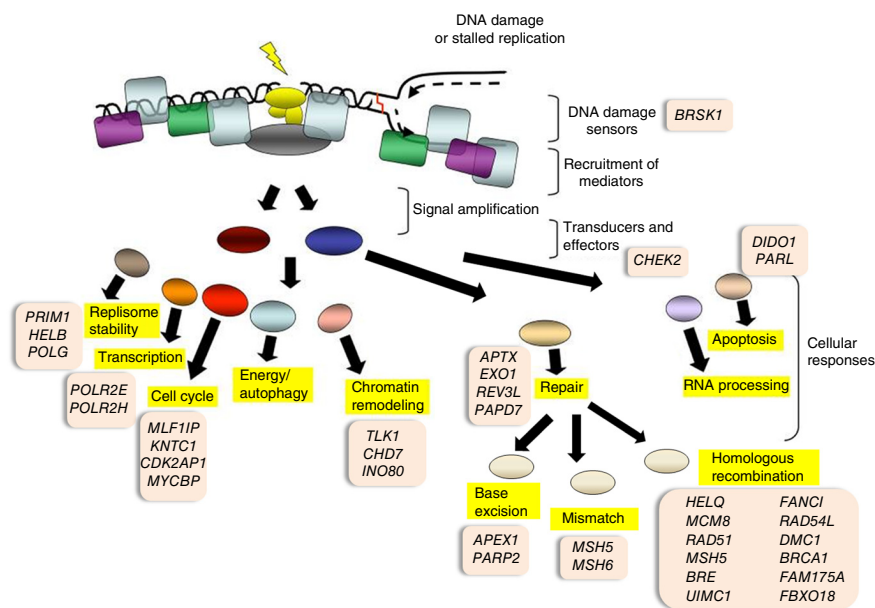 DNA damage
or stalled replication
DNA damage
sensors
BRSK1
Recruitment of
mediators
Signal amplification
Transducers and
effectors
CHEK2
DIDO1
PARL
Cellular
responses
PRIM1
HELB
POLG
Replisome
stability
Transcription
POLR2E
POLR2H
Cell cycle
MLF1IP
KNTC1
CDK2AP1
MYCBP
Energy/
autophagy
Chromatin
remodeling
TLK1
CHD7
INO80
APTX
EXO1
REV3L
PAPD7
Repair
Apoptosis
RNA processing
Base
excision
APEX1
PARP2
Mismatch
MSH5
MSH6
Homologous
recombination
HELQ FANCI
MCM8 RAD54L
RAD51 DMC1
MSH5 BRCA1
BRE FAM175A
UIMC1 FBXO18